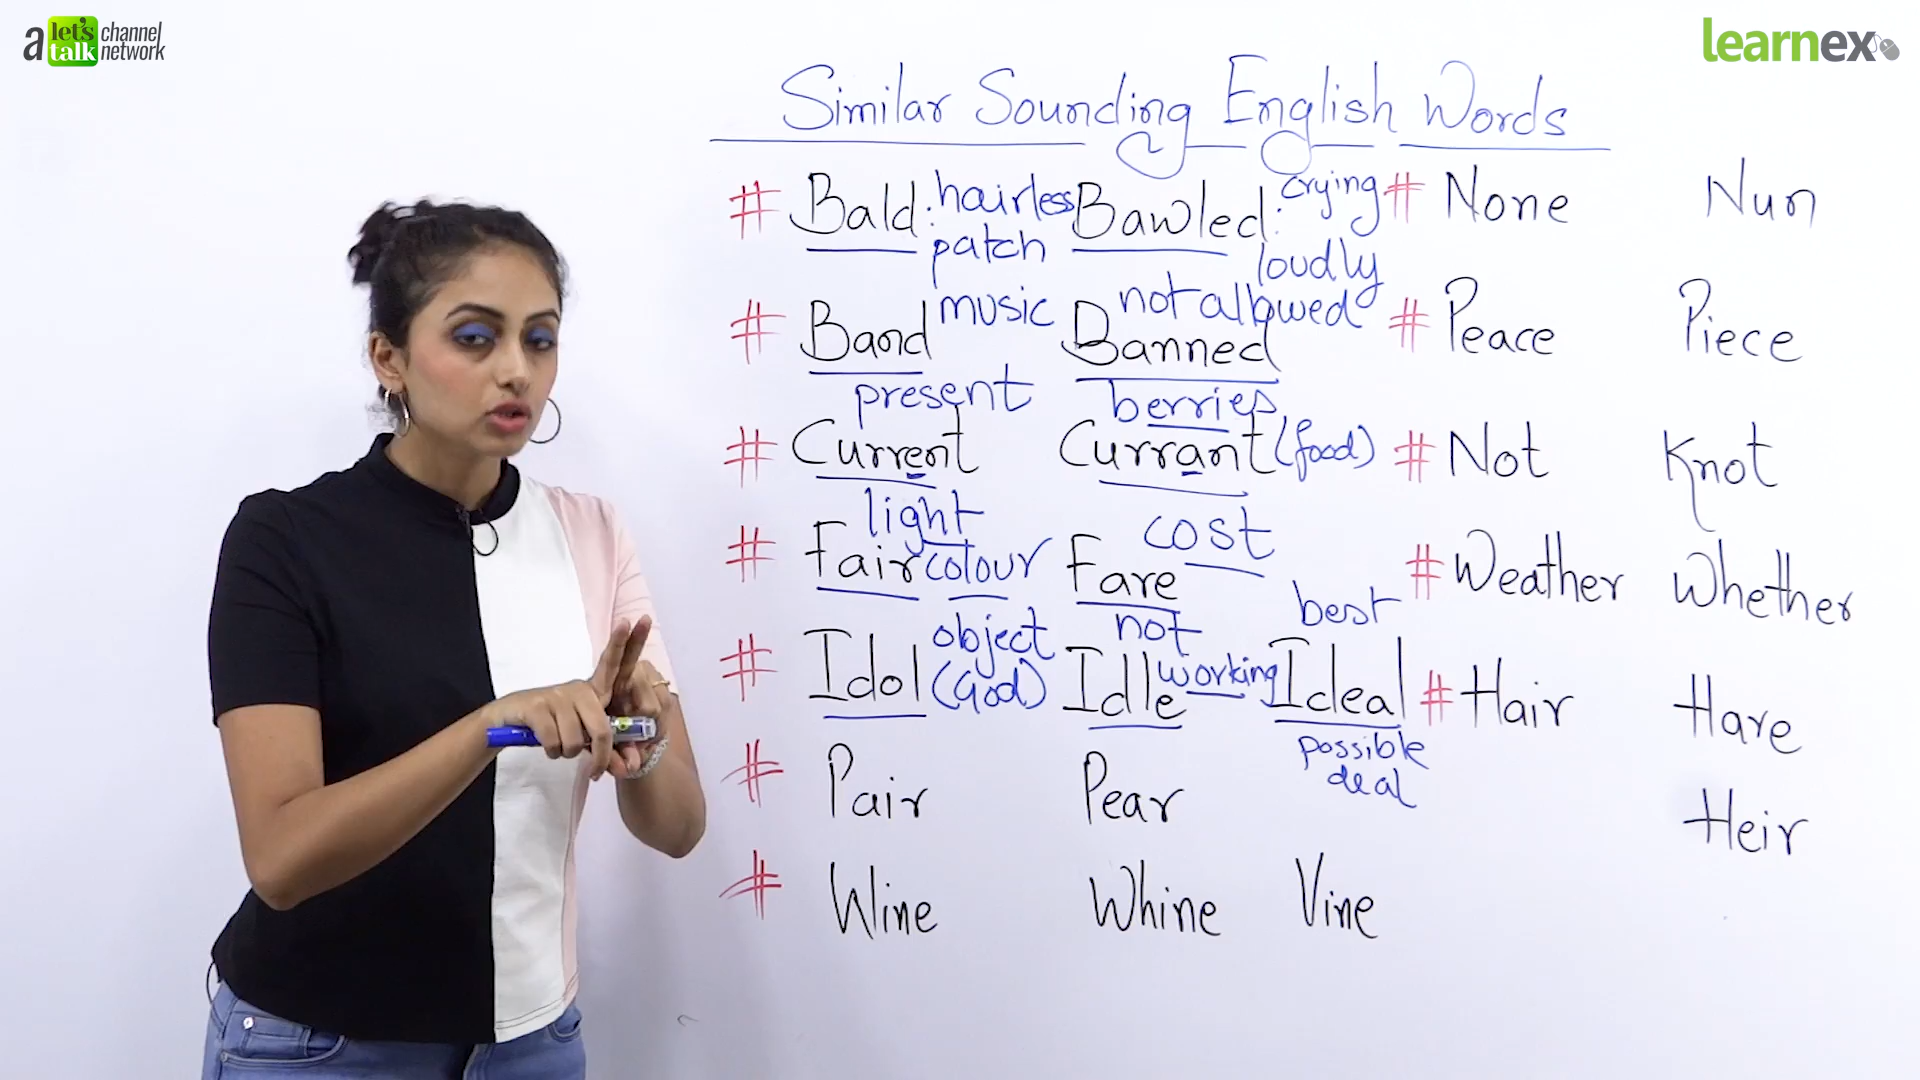 a let's talk channel network
learnex
Similar Sounding English Words
# Bald : hairless patch Bawled : crying loudly
# Band music Banned not allowed
# Current present Currant berries (food)
# Fair light colour Fare cost
# Idol object (God) Idle not working Ideal best possible deal
# Pair Pear
# Wine Whine Vine
# None Nun
# Peace Piece
# Not Knot
# Weather Whether
# Hair Hare
Heir